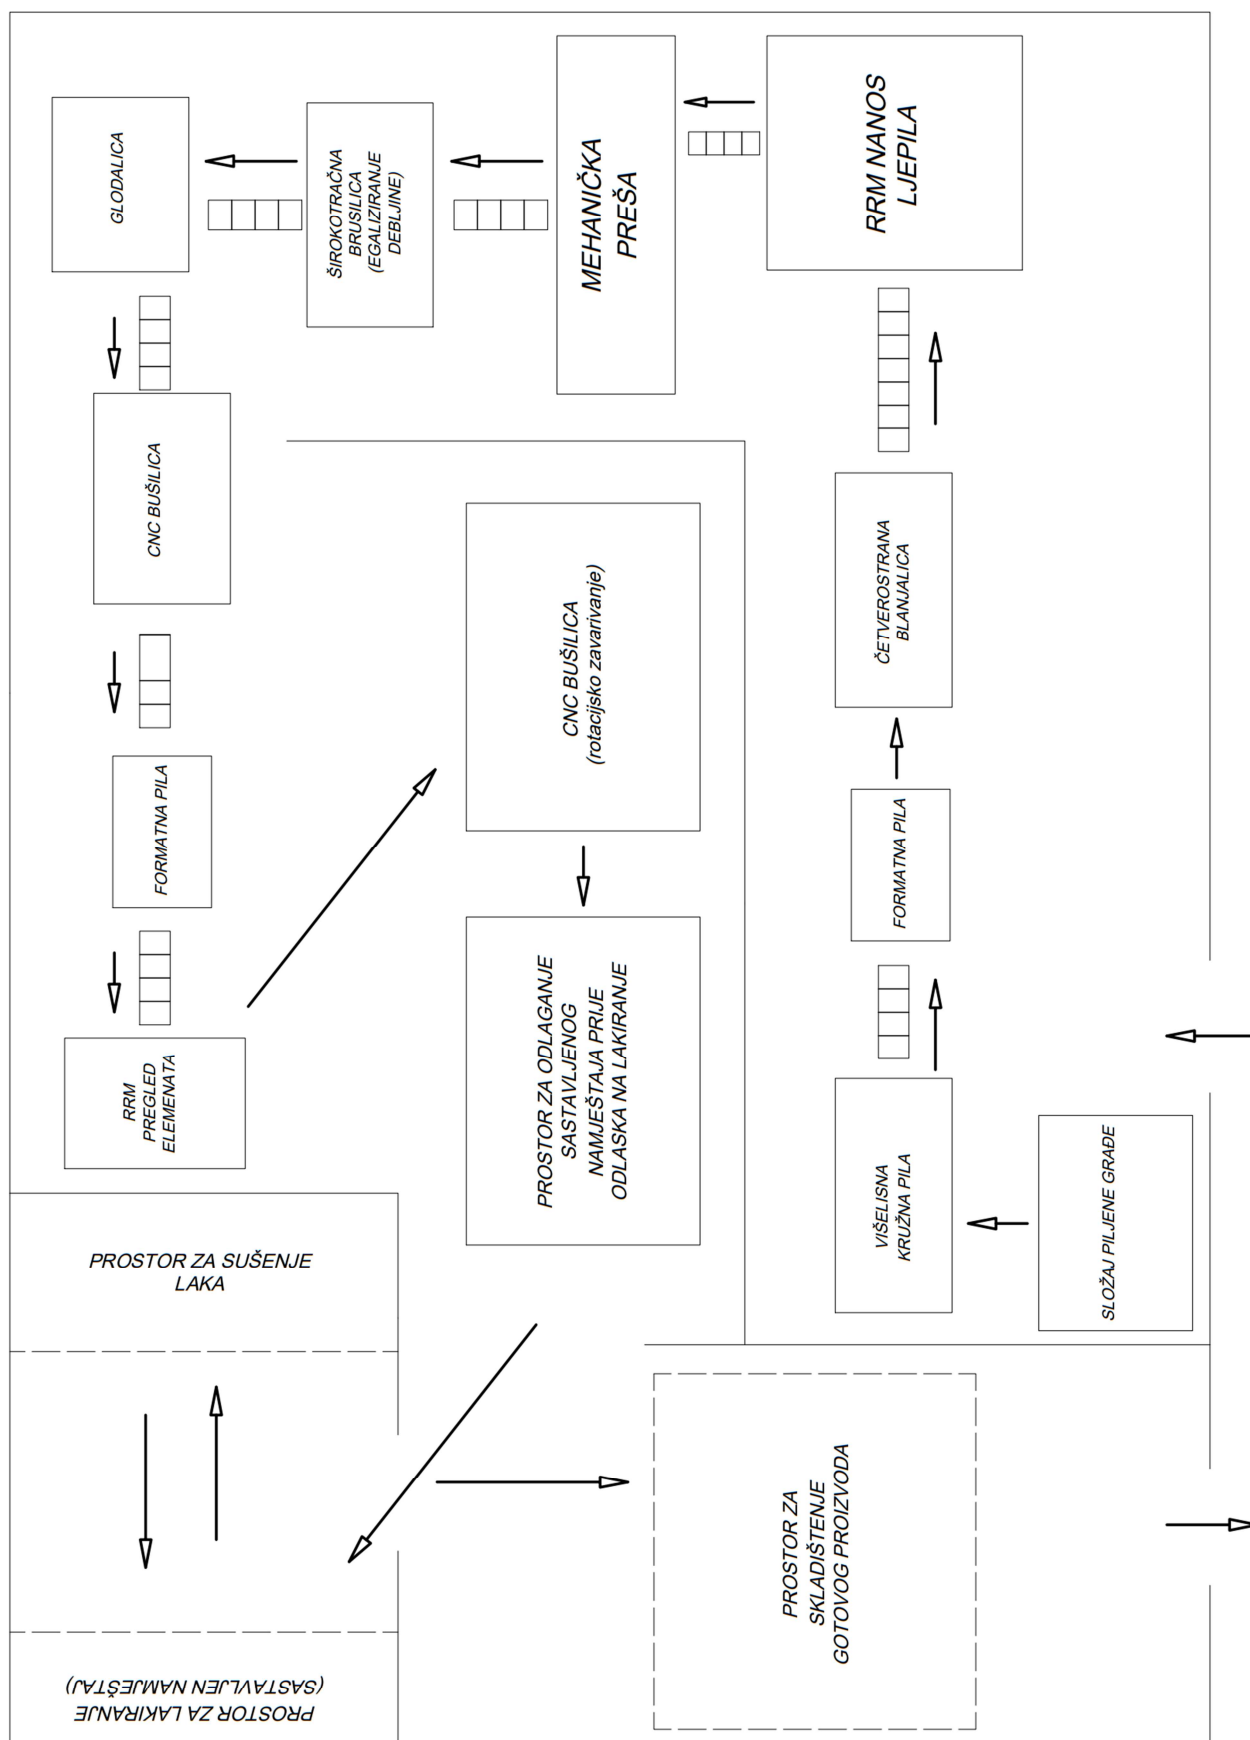 GLODALICA
ŠIROKOTRAČNA
BRUSILICA
(EGALIZIRANJE
DEBLJINE)
MEHANIČKA
PREŠA
RRM NANOS
LJEPILA
CNC BUŠILICA
CNC BUŠILICA
(rotacijsko zavarivanje)
ČETVEROSTRANA
BLANJALICA
FORMATNA PILA
FORMATNA PILA
RRM
PREGLED
ELEMENATA
PROSTOR ZA ODLAGANJE
SASTAVLJENOG
NAMJEŠTAJA PRIJE
ODLASKA NA LAKIRANJE
VIŠELISNA
KRUŽNA PILA
SLOŽAJ PILJENE GRAĐE
PROSTOR ZA SUŠENJE
LAKA
PROSTOR ZA
SKLADIŠTENJE
GOTOVOG PROIZVODA
PROSTOR ZA LAKIRANJE
(SASTAVLJEN NAMJEŠTAJ)